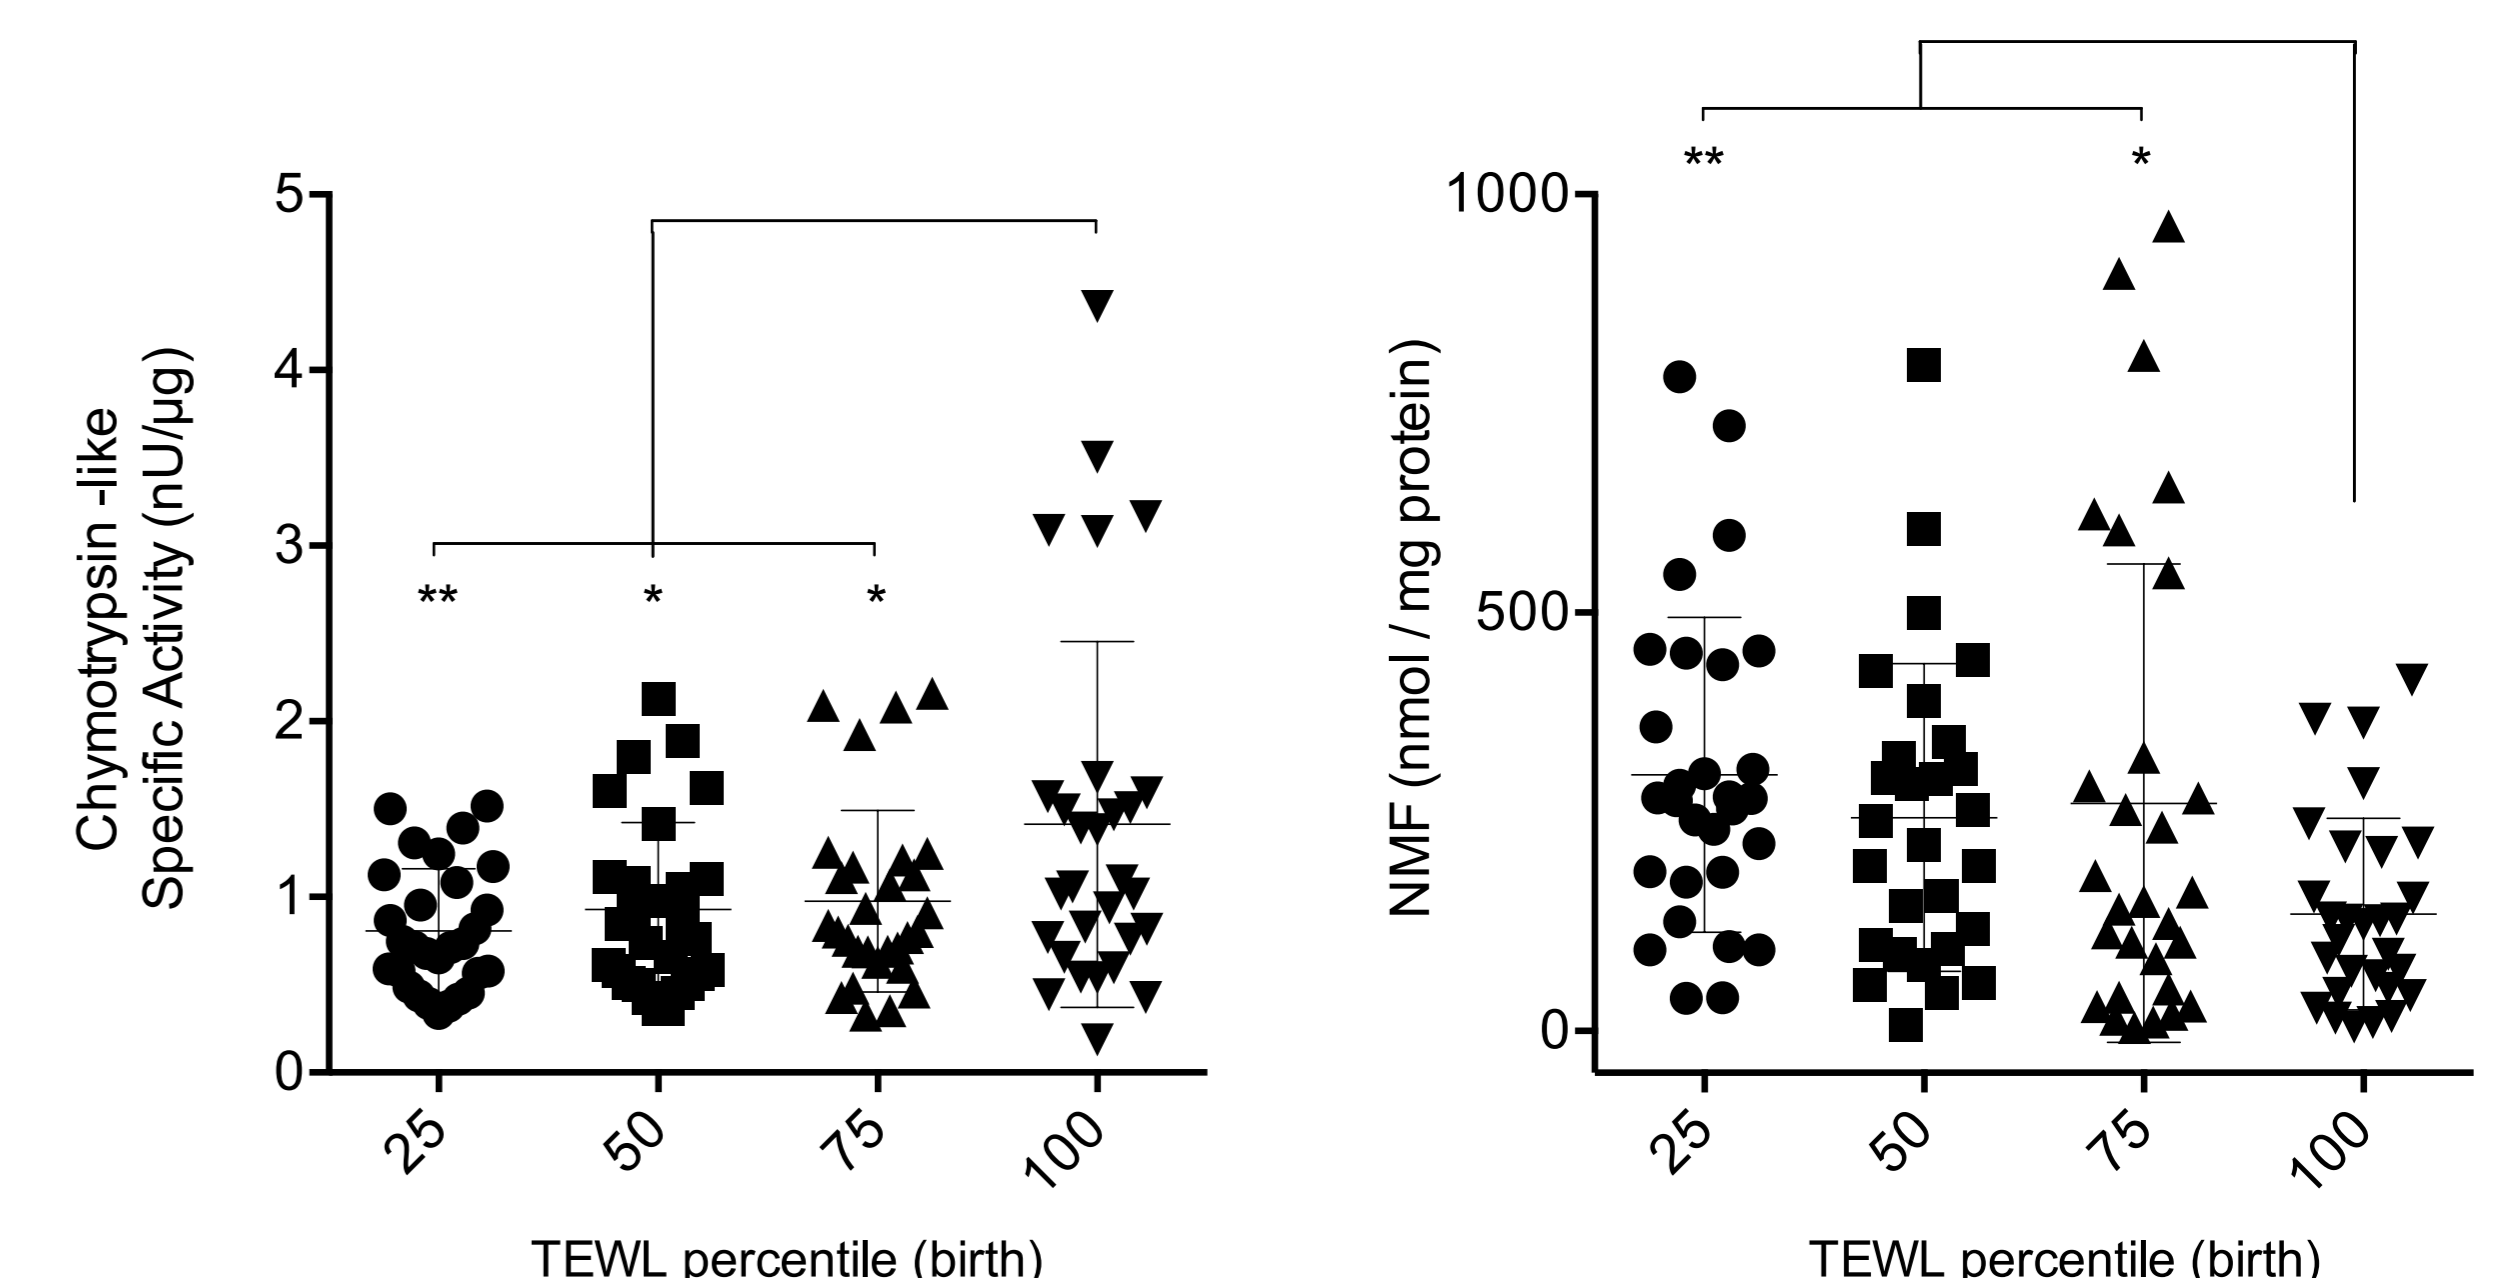 Chymotrypsin -like
Specific Activity (nU/µg)
5
4
3
2
1
0
** * *
25 50 75 100
TEWL percentile (birth)
NMF (nmol / mg protein)
1000
500
0
** *
25 50 75 100
TEWL percentile (birth)